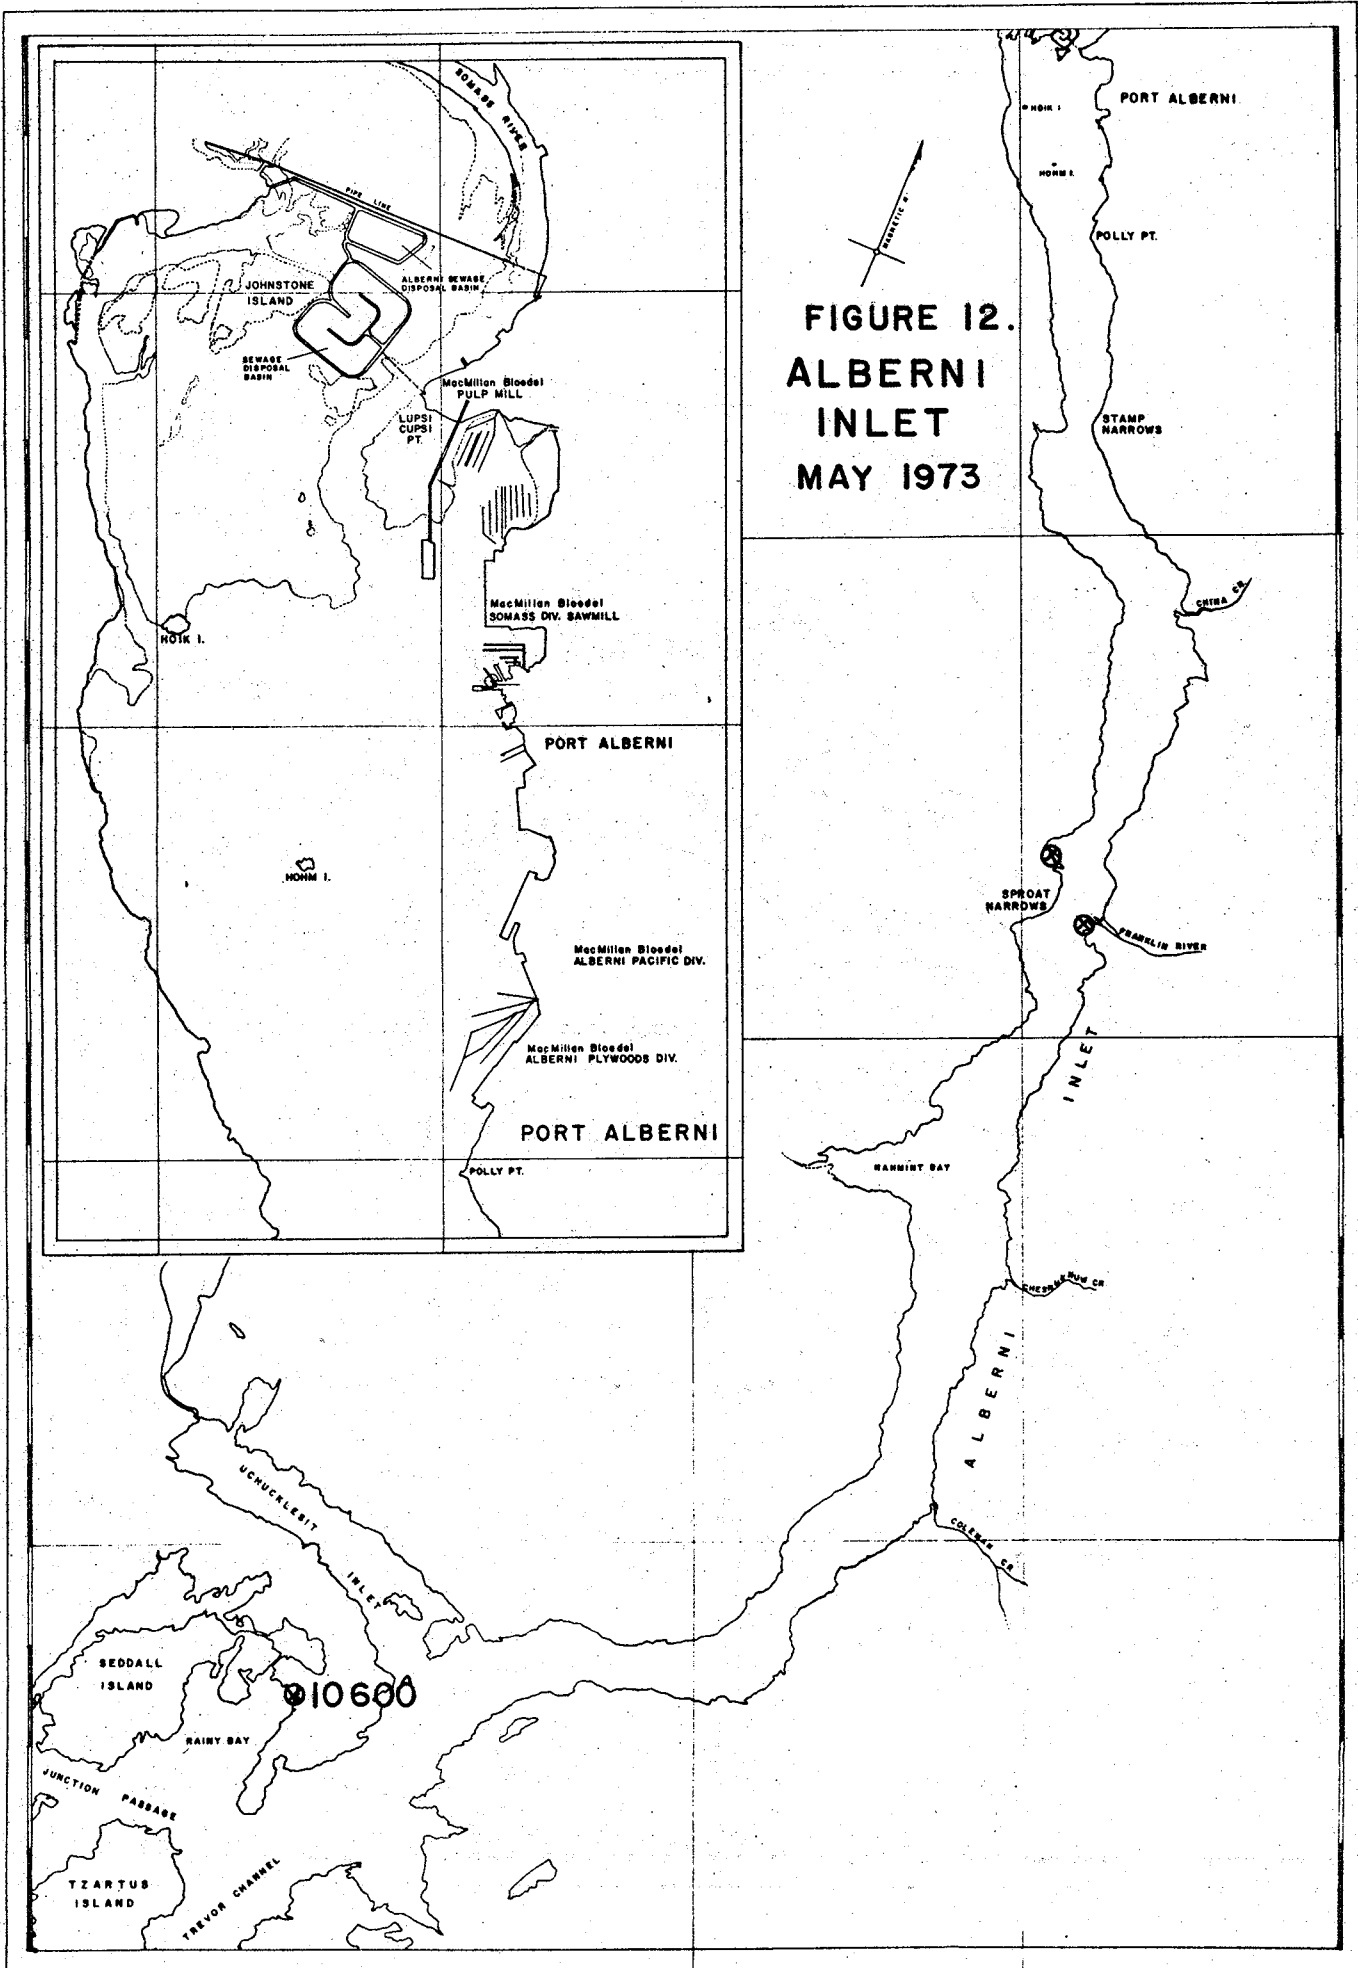 SOMASS RIVER
PIPE LINE
ALBERNI SEWAGE
DISPOSAL BASIN
JOHNSTONE
ISLAND
SEWAGE
DISPOSAL
BASIN
MacMillan Bloedel
PULP MILL
LUPSI
CUPSI
PT.
HOIK I.
MacMillan Bloedel
SOMASS DIV. SAWMILL
PORT ALBERNI
HOHM I.
MacMillan Bloedel
ALBERNI PACIFIC DIV.
MacMillan Bloedel
ALBERNI PLYWOODS DIV.
PORT ALBERNI
POLLY PT.
MAGNETIC N.
FIGURE 12.
ALBERNI
INLET
MAY 1973
HOIK I.
PORT ALBERNI
HOHM I.
POLLY PT.
STAMP
NARROWS
CHINA CR.
SPROAT
NARROWS
FRANKLIN RIVER
INLET
NAHMINT BAY
CR.
ALBERNI
COLEMAN CR.
UCHUCKLESIT
INLET
SEDDALL
ISLAND
10600
RAINY BAY
JUNCTION PASSAGE
TZARTUS
ISLAND
TREVOR CHANNEL